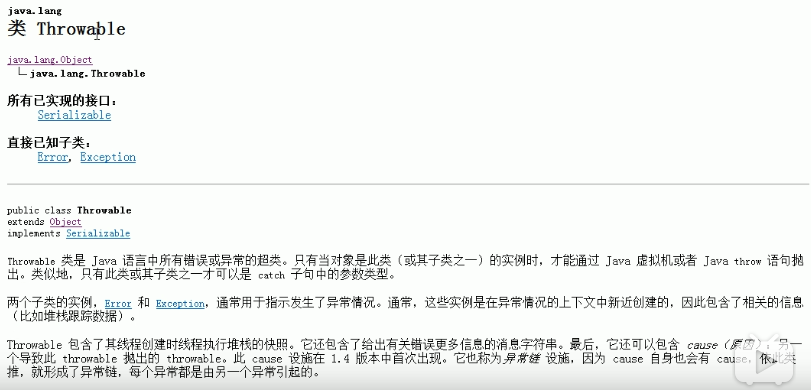 java.lang
类 Throwable
java.lang.Object
java.lang.Throwable
所有已实现的接口：
Serializable
直接已知子类：
Error, Exception
public class Throwable
extends Object
implements Serializable
Throwable 类是 Java 语言中所有错误或异常的超类。只有当对象是此类（或其子类之一）的实例时，才能通过 Java 虚拟机或者 Java throw 语句抛
出。类似地，只有此类或其子类之一才可以是 catch 子句中的参数类型。
两个子类的实例，Error 和 Exception，通常用于指示发生了异常情况。通常，这些实例是在异常情况的上下文中新近创建的，因此包含了相关的信息
（比如堆栈跟踪数据）。
Throwable 包含了其线程创建时线程执行堆栈的快照。它还包含了给出有关错误更多信息的消息字符串。最后，它还可以包含 cause（原因）：另一
个导致此 throwable 抛出的 throwable。此 cause 设施在 1.4 版本中首次出现。它也称为异常链 设施，因为 cause 自身也会有 cause，依此类
推，就形成了异常链，每个异常都是由另一个异常引起的。